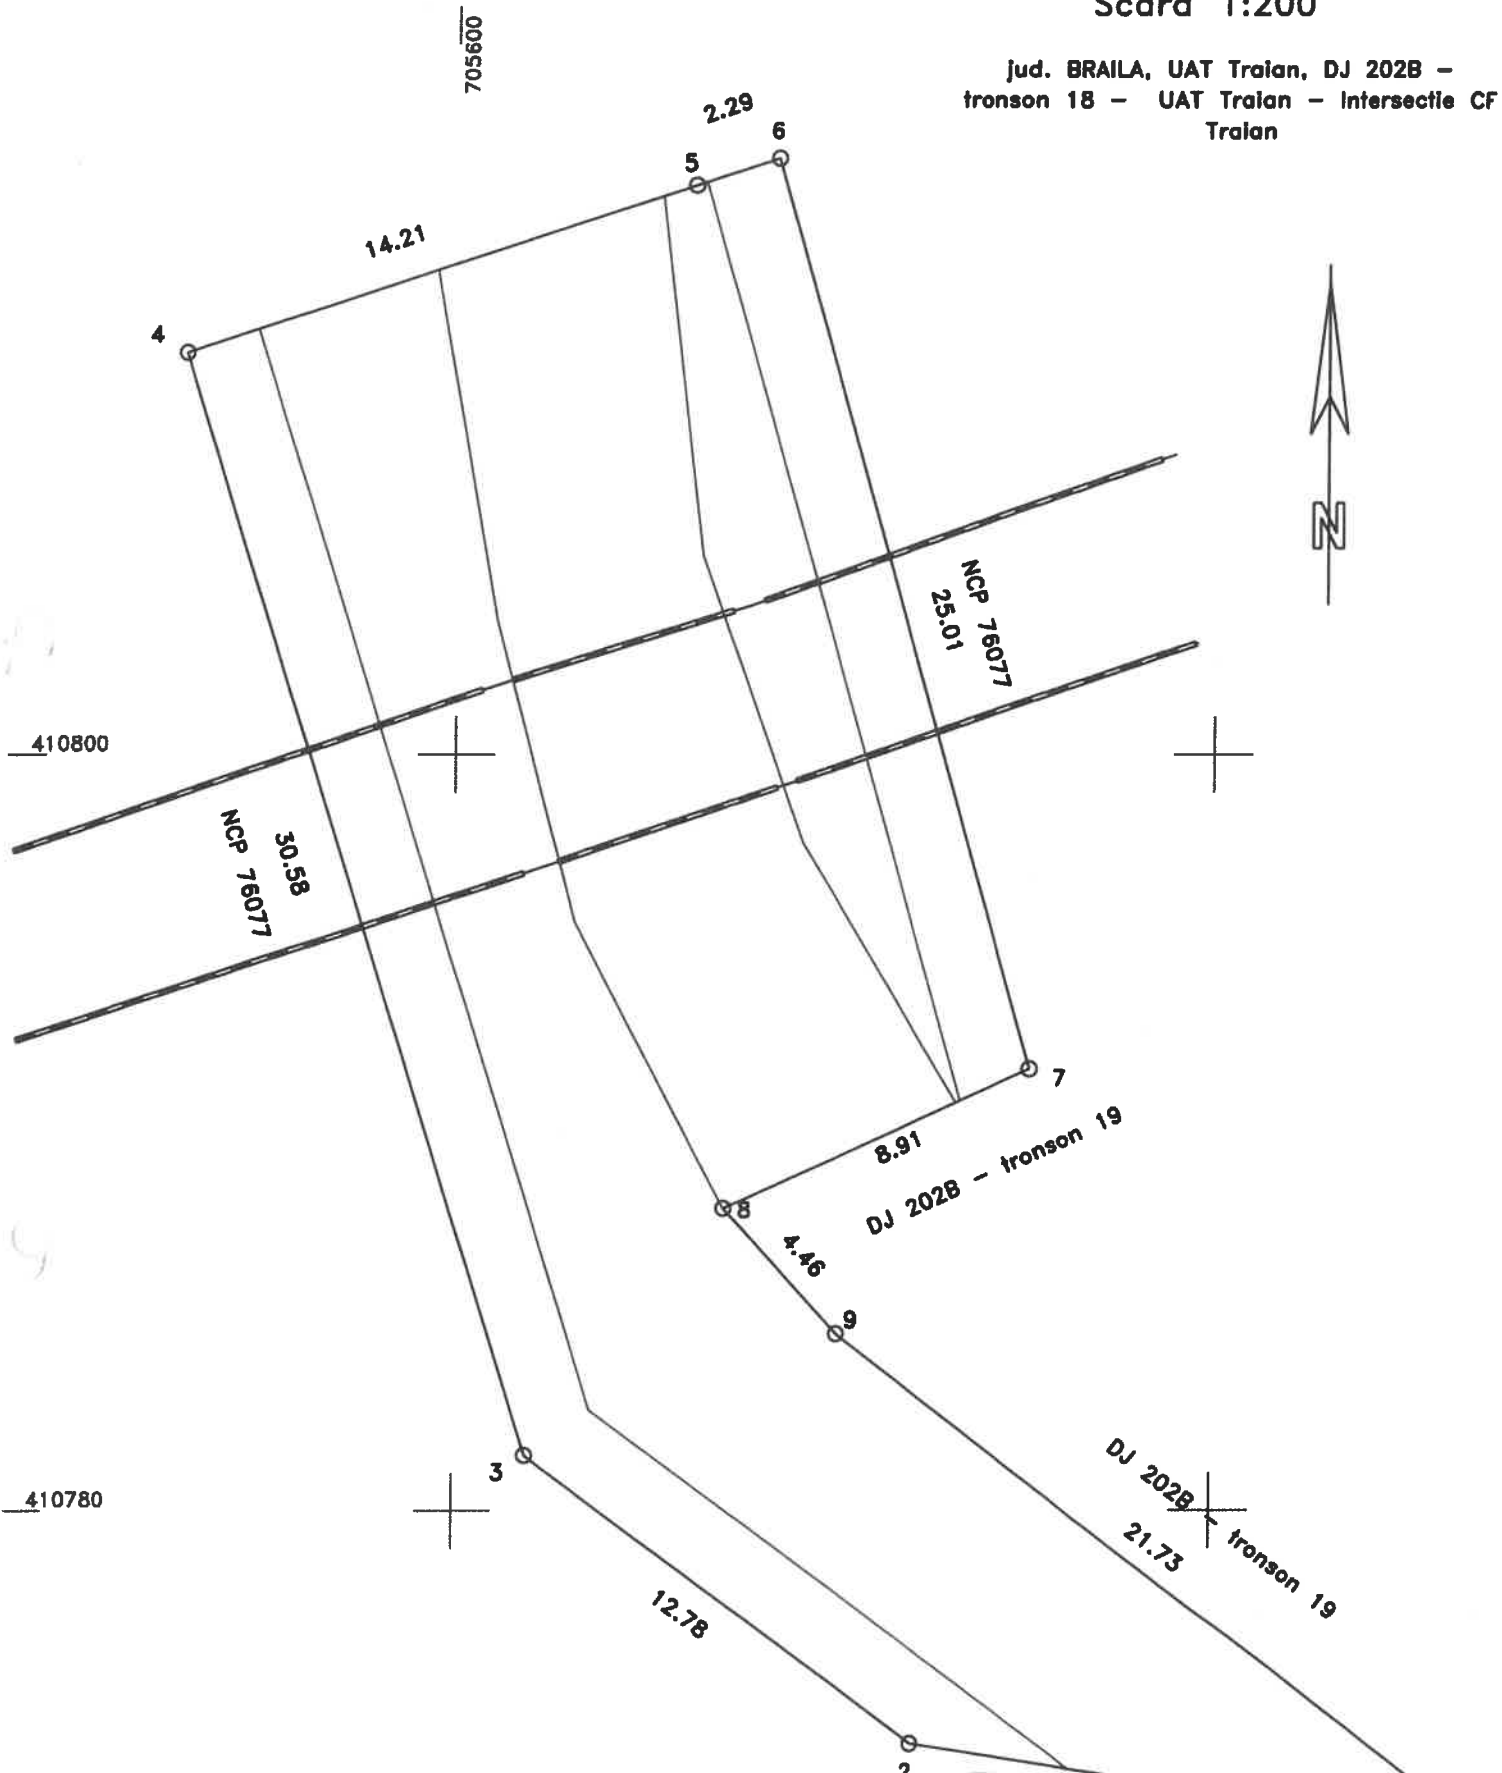 Scara 1:200
705600
jud. BRAILA, UAT Traian, DJ 202B -
tronson 18 - UAT Traian - Intersectie CF
Traian
2.29
6
5
14.21
4
N
NCP 76077
25.01
410800
30.58
NCP 76077
7
8.91
DJ 202B - tronson 19
8
4.46
9
3
410780
DJ 202B - tronson 19
21.73
12.78
2